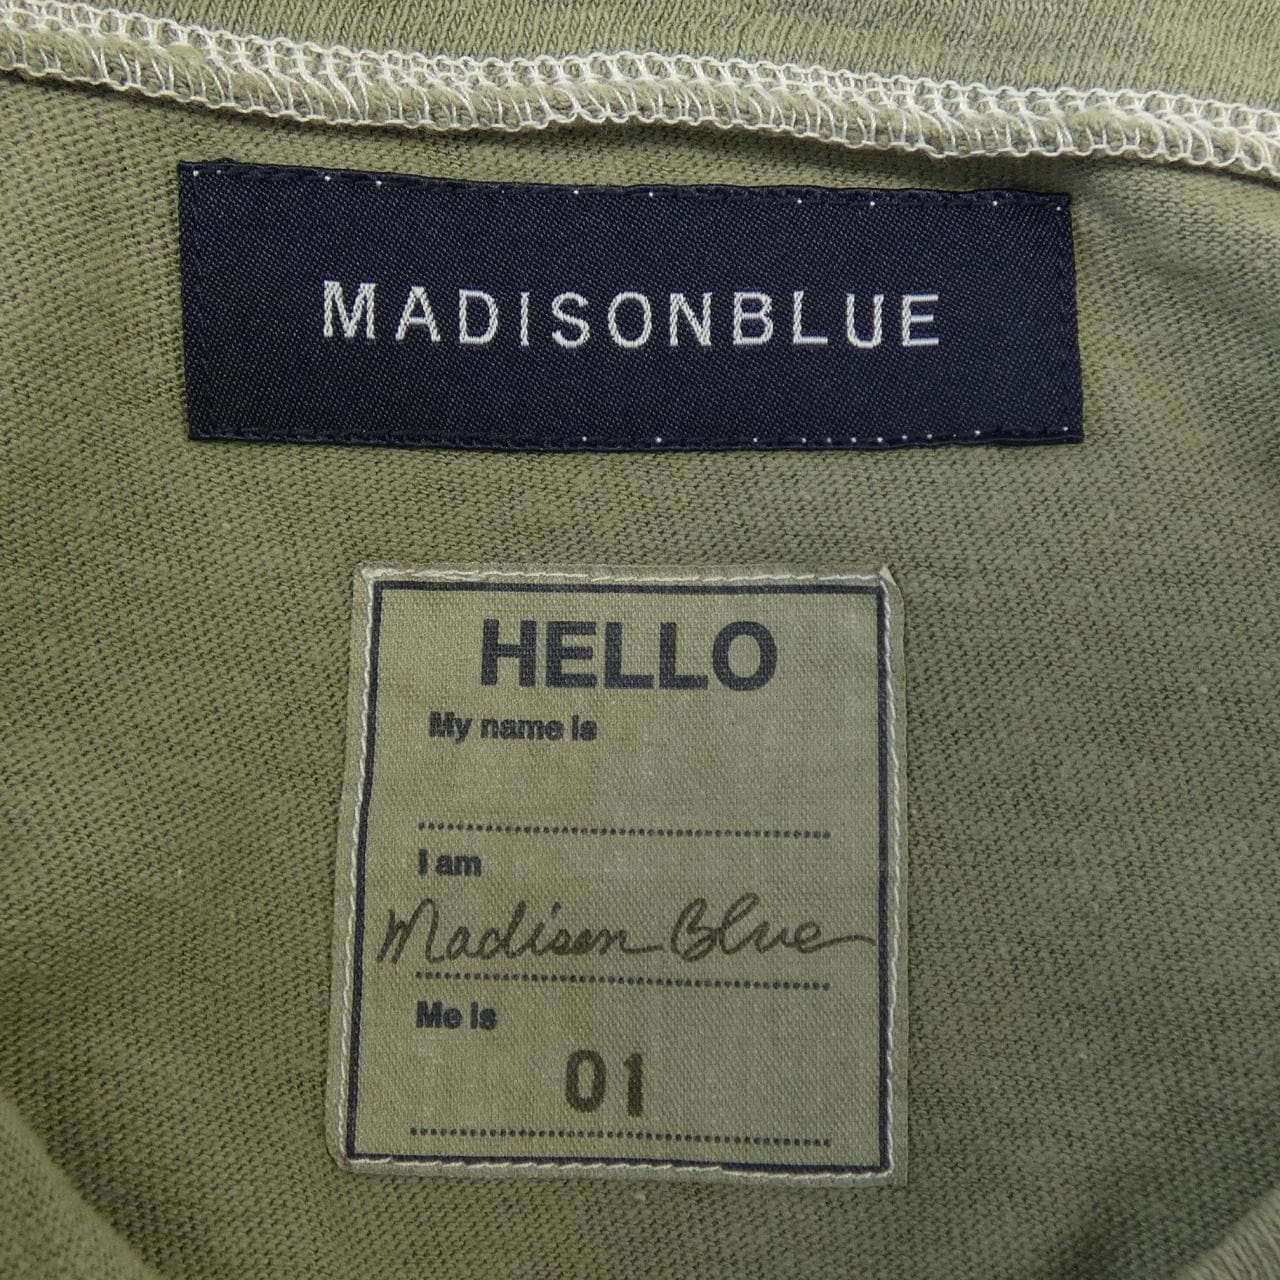 MADISONBLUE
HELLO
My name is
I am
Madison Blue
Me is
01